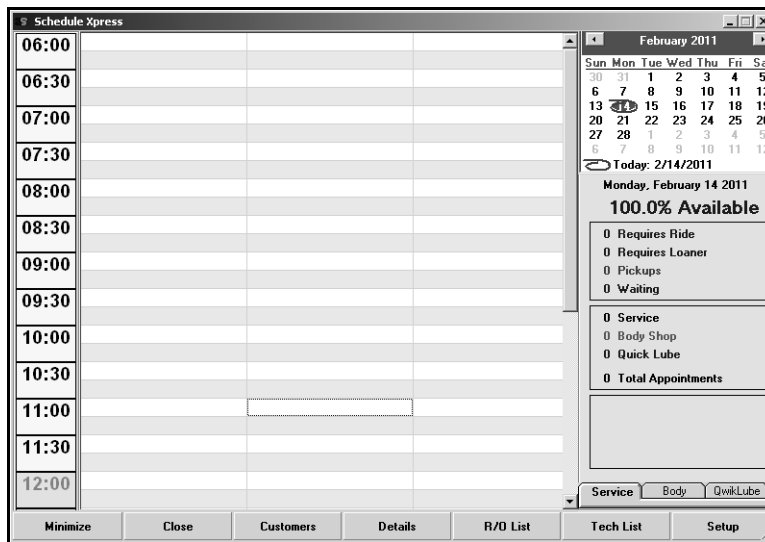 Schedule Xpress
06:00
06:30
07:00
07:30
08:00
08:30
09:00
09:30
10:00
10:30
11:00
11:30
12:00
February 2011
Sun Mon Tue Wed Thu Fri Sa
30 31 1 2 3 4 5
6 7 8 9 10 11 12
13 14 15 16 17 18 19
20 21 22 23 24 25 26
27 28 1 2 3 4 5
6 7 8 9 10 11 12
Today: 2/14/2011
Monday, February 14 2011
100.0% Available
0 Requires Ride
0 Requires Loaner
0 Pickups
0 Waiting
0 Service
0 Body Shop
0 Quick Lube
0 Total Appointments
Service Body QwikLube
Minimize Close Customers Details R/O List Tech List Setup